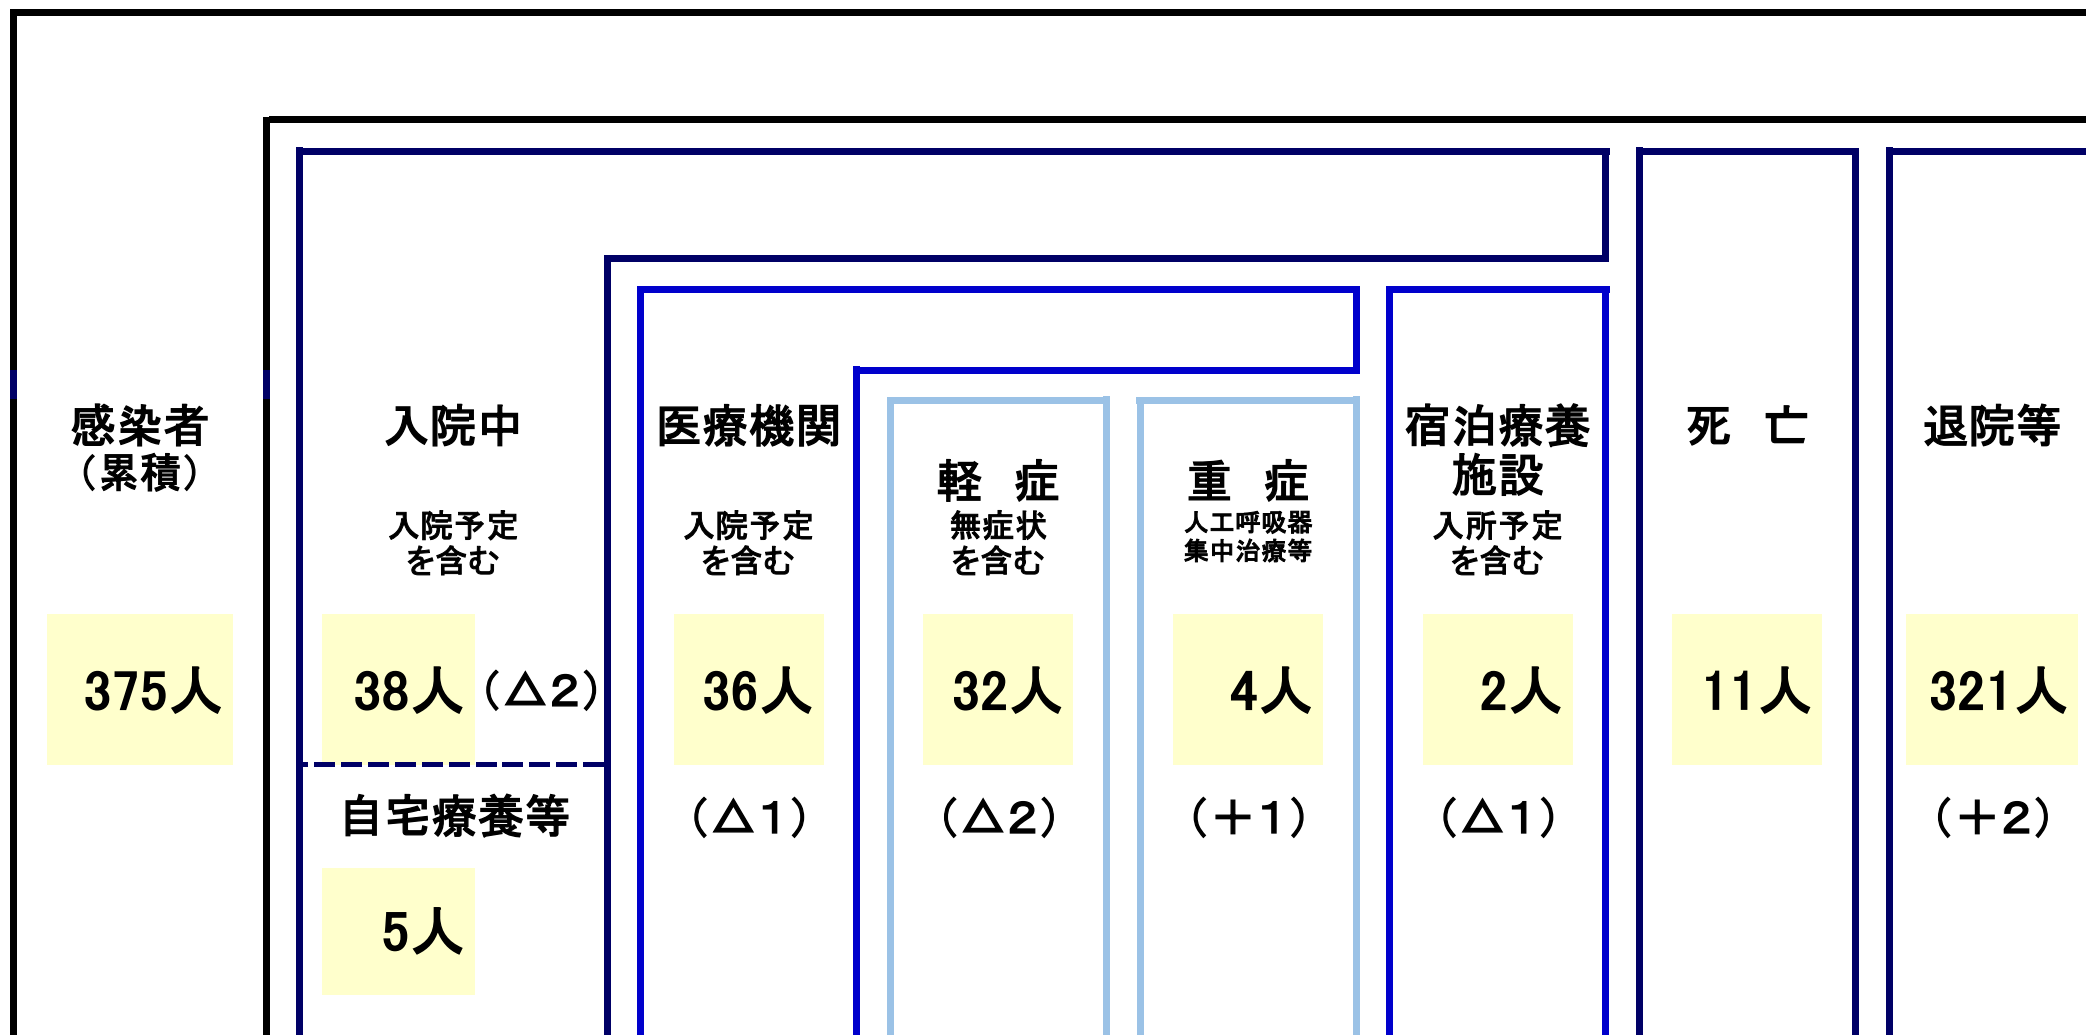 感染者
（累積）
375人
入院中
入院予定
を含む
38人（△2）
自宅療養等
5人
医療機関
入院予定
を含む
36人
（△1）
軽　症
無症状
を含む
32人
（△2）
重　症
人工呼吸器
集中治療等
4人
（＋1）
宿泊療養
施設
入所予定
を含む
2人
（△1）
死　亡
11人
退院等
321人
（＋2）